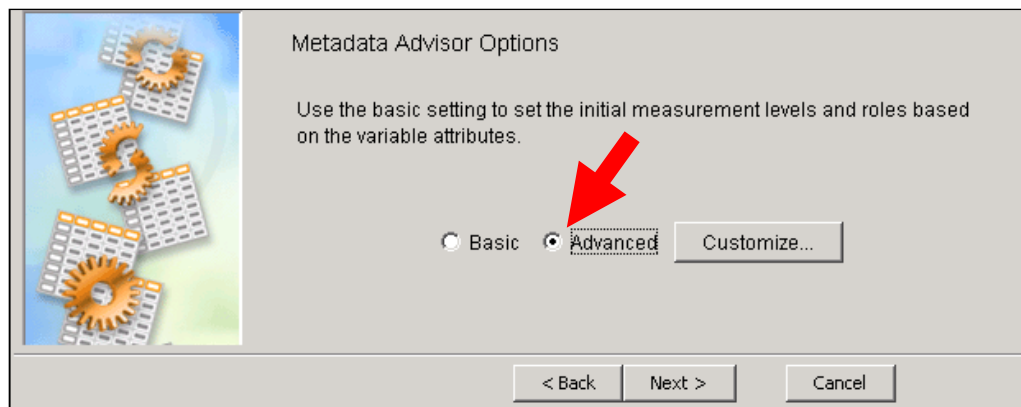 Metadata Advisor Options
Use the basic setting to set the initial measurement levels and roles based
on the variable attributes.
Basic Advanced Customize...
< Back Next > Cancel